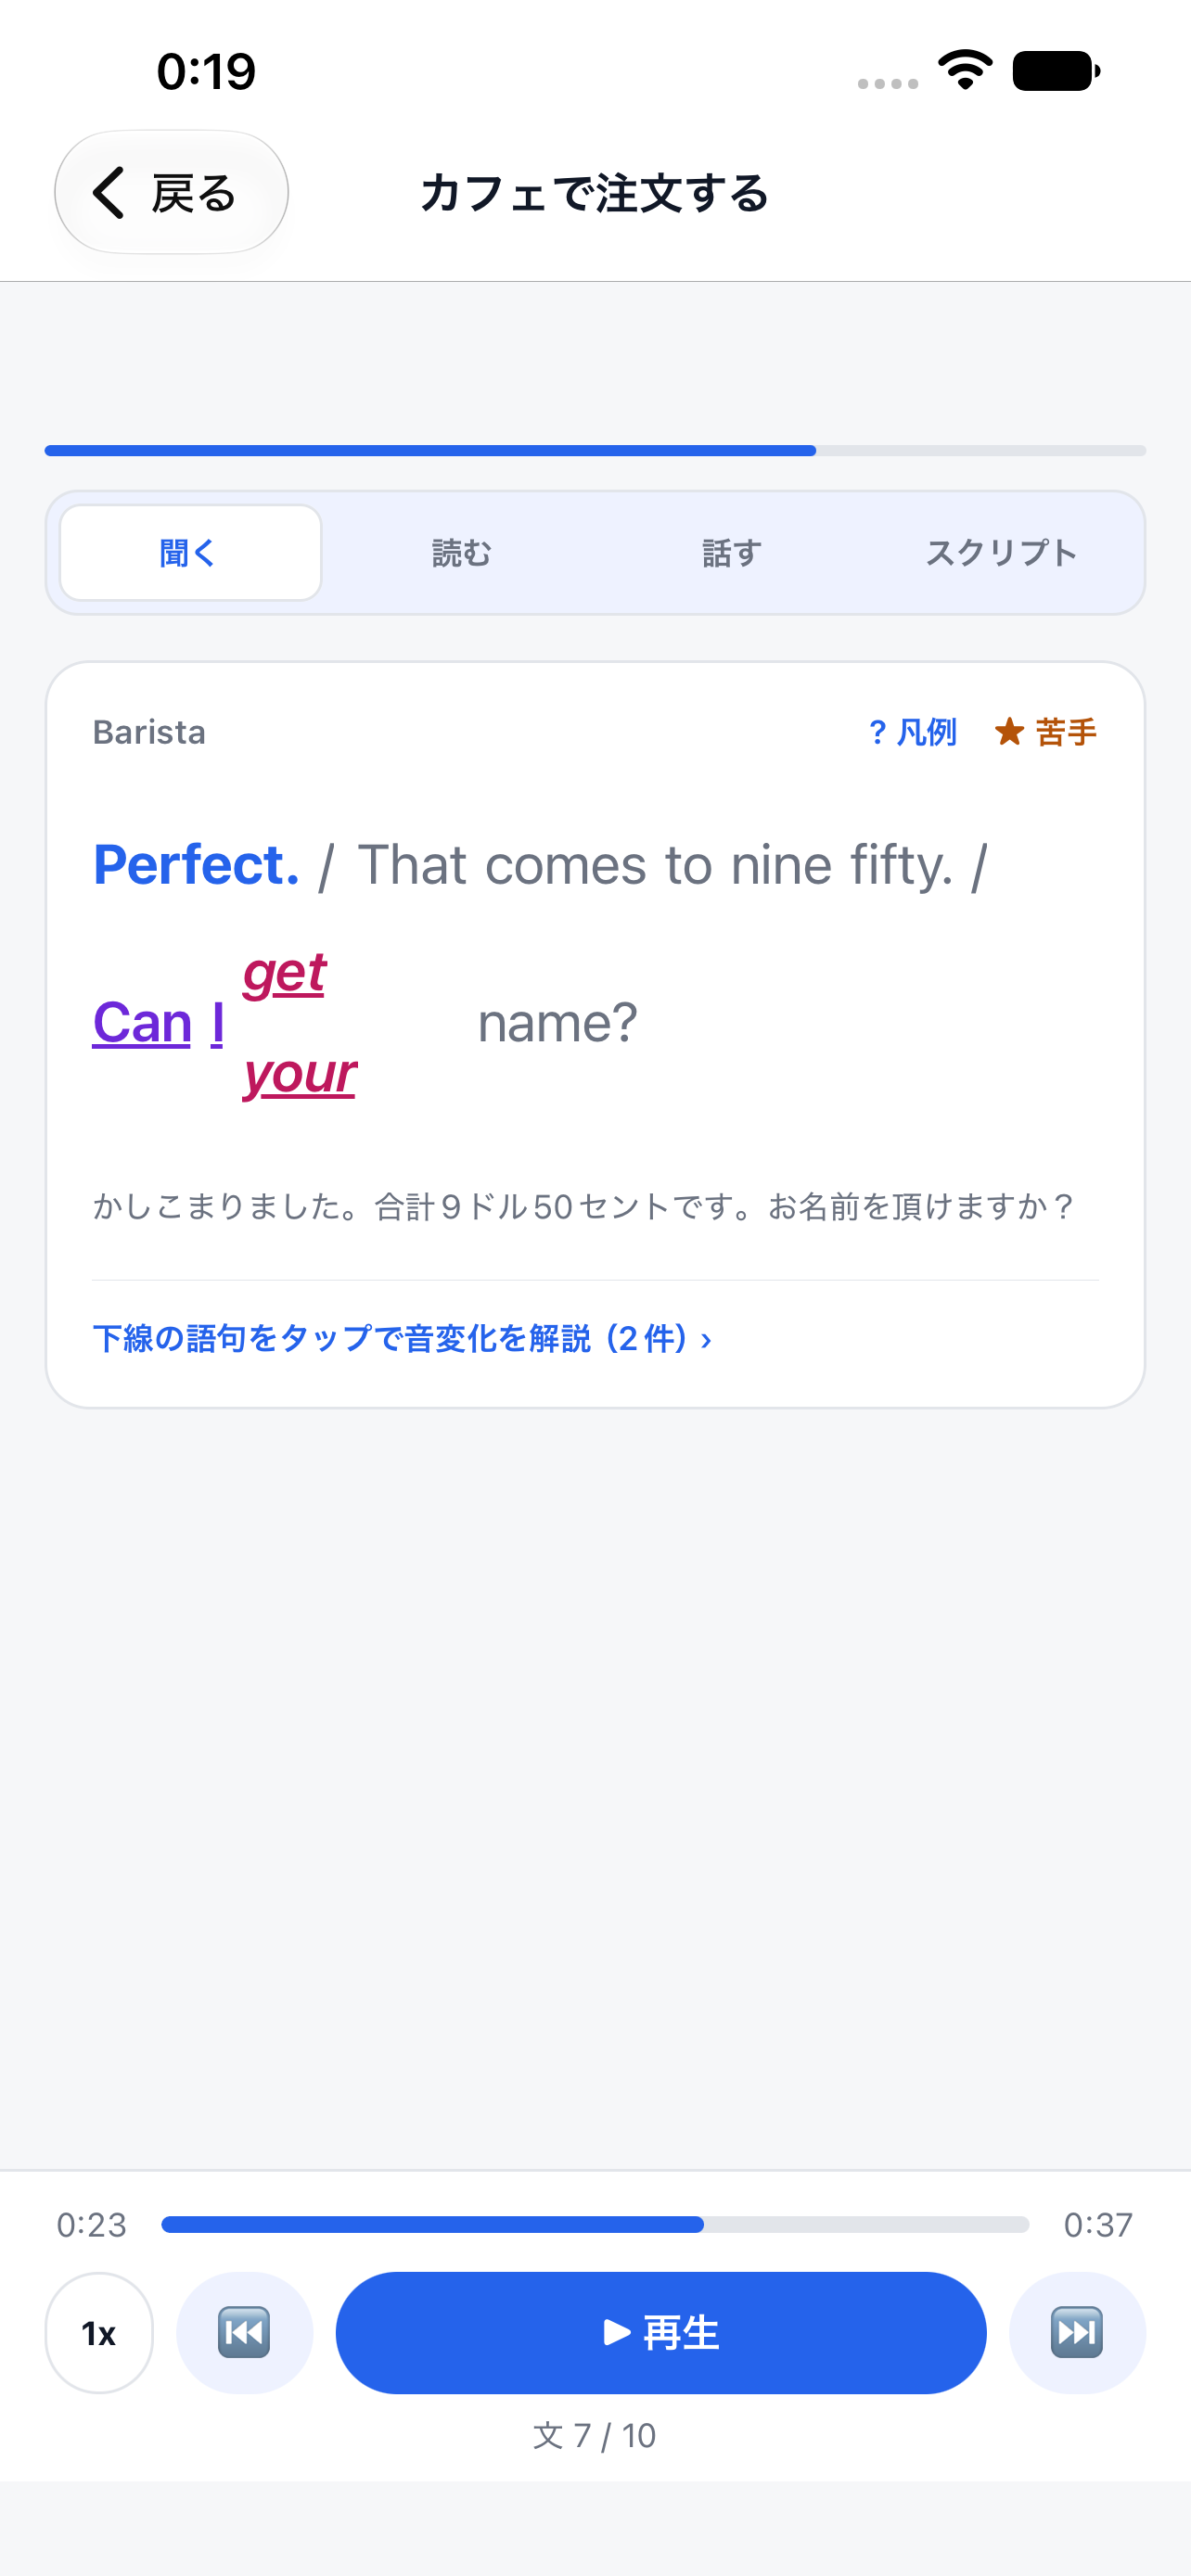 0:19
戻る
カフェで注文する
聞く 読む 話す スクリプト
Barista ? 凡例 ★ 苦手
Perfect. / That comes to nine fifty. /
Can I get your name?
かしこまりました。合計9ドル50セントです。お名前を頂けますか？
下線の語句をタップで音変化を解説（2件）›
0:23 0:37
1x ▶ 再生
文 7 / 10